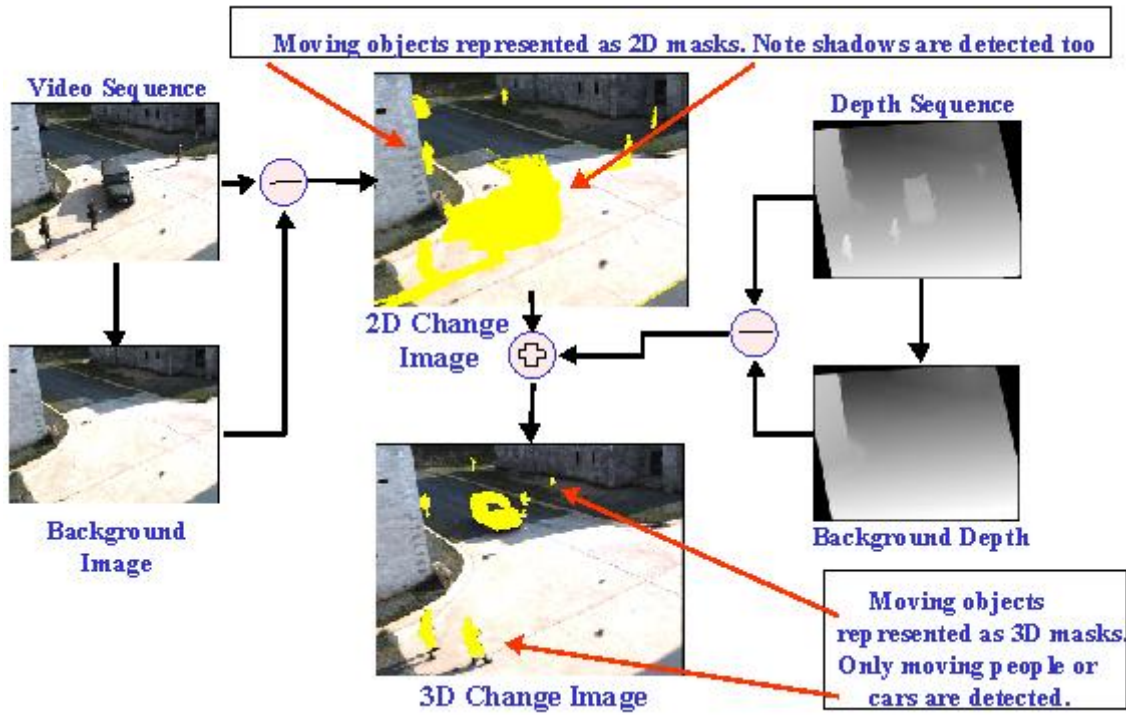 Moving objects represented as 2D masks. Note shadows are detected too
Video Sequence
Depth Sequence
2D Change
Image
Background
Image
Background Depth
Moving objects
represented as 3D masks.
Only moving people or
cars are detected.
3D Change Image